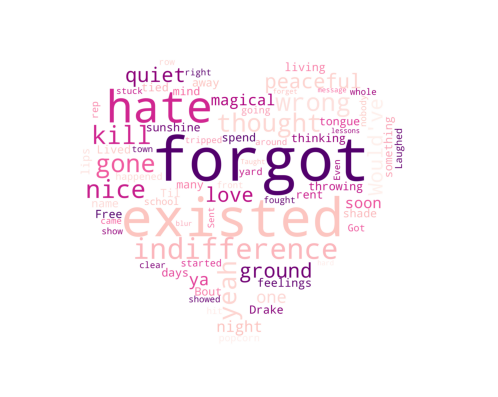 row
quiet
right
away
peaceful
living
stuck
tied
mind
forget
message
whole
hate
magical
wrong
rep
going
sunshine
thought
tongue
kill
tripped
around
spend
thinking
something
would've
Laughed
Lived
town
forgot
lips
gone
taught
lessons
Even
yard
happened
nice
many
Til
front
throwing
love
rent
fought
soon
name
school
shade
Free
existed
Sent
came
Got
show
blur
indifference
clear
started
ground
days
ya
feelings
Bout
yeah
one
showed
Drake
night
popcorn